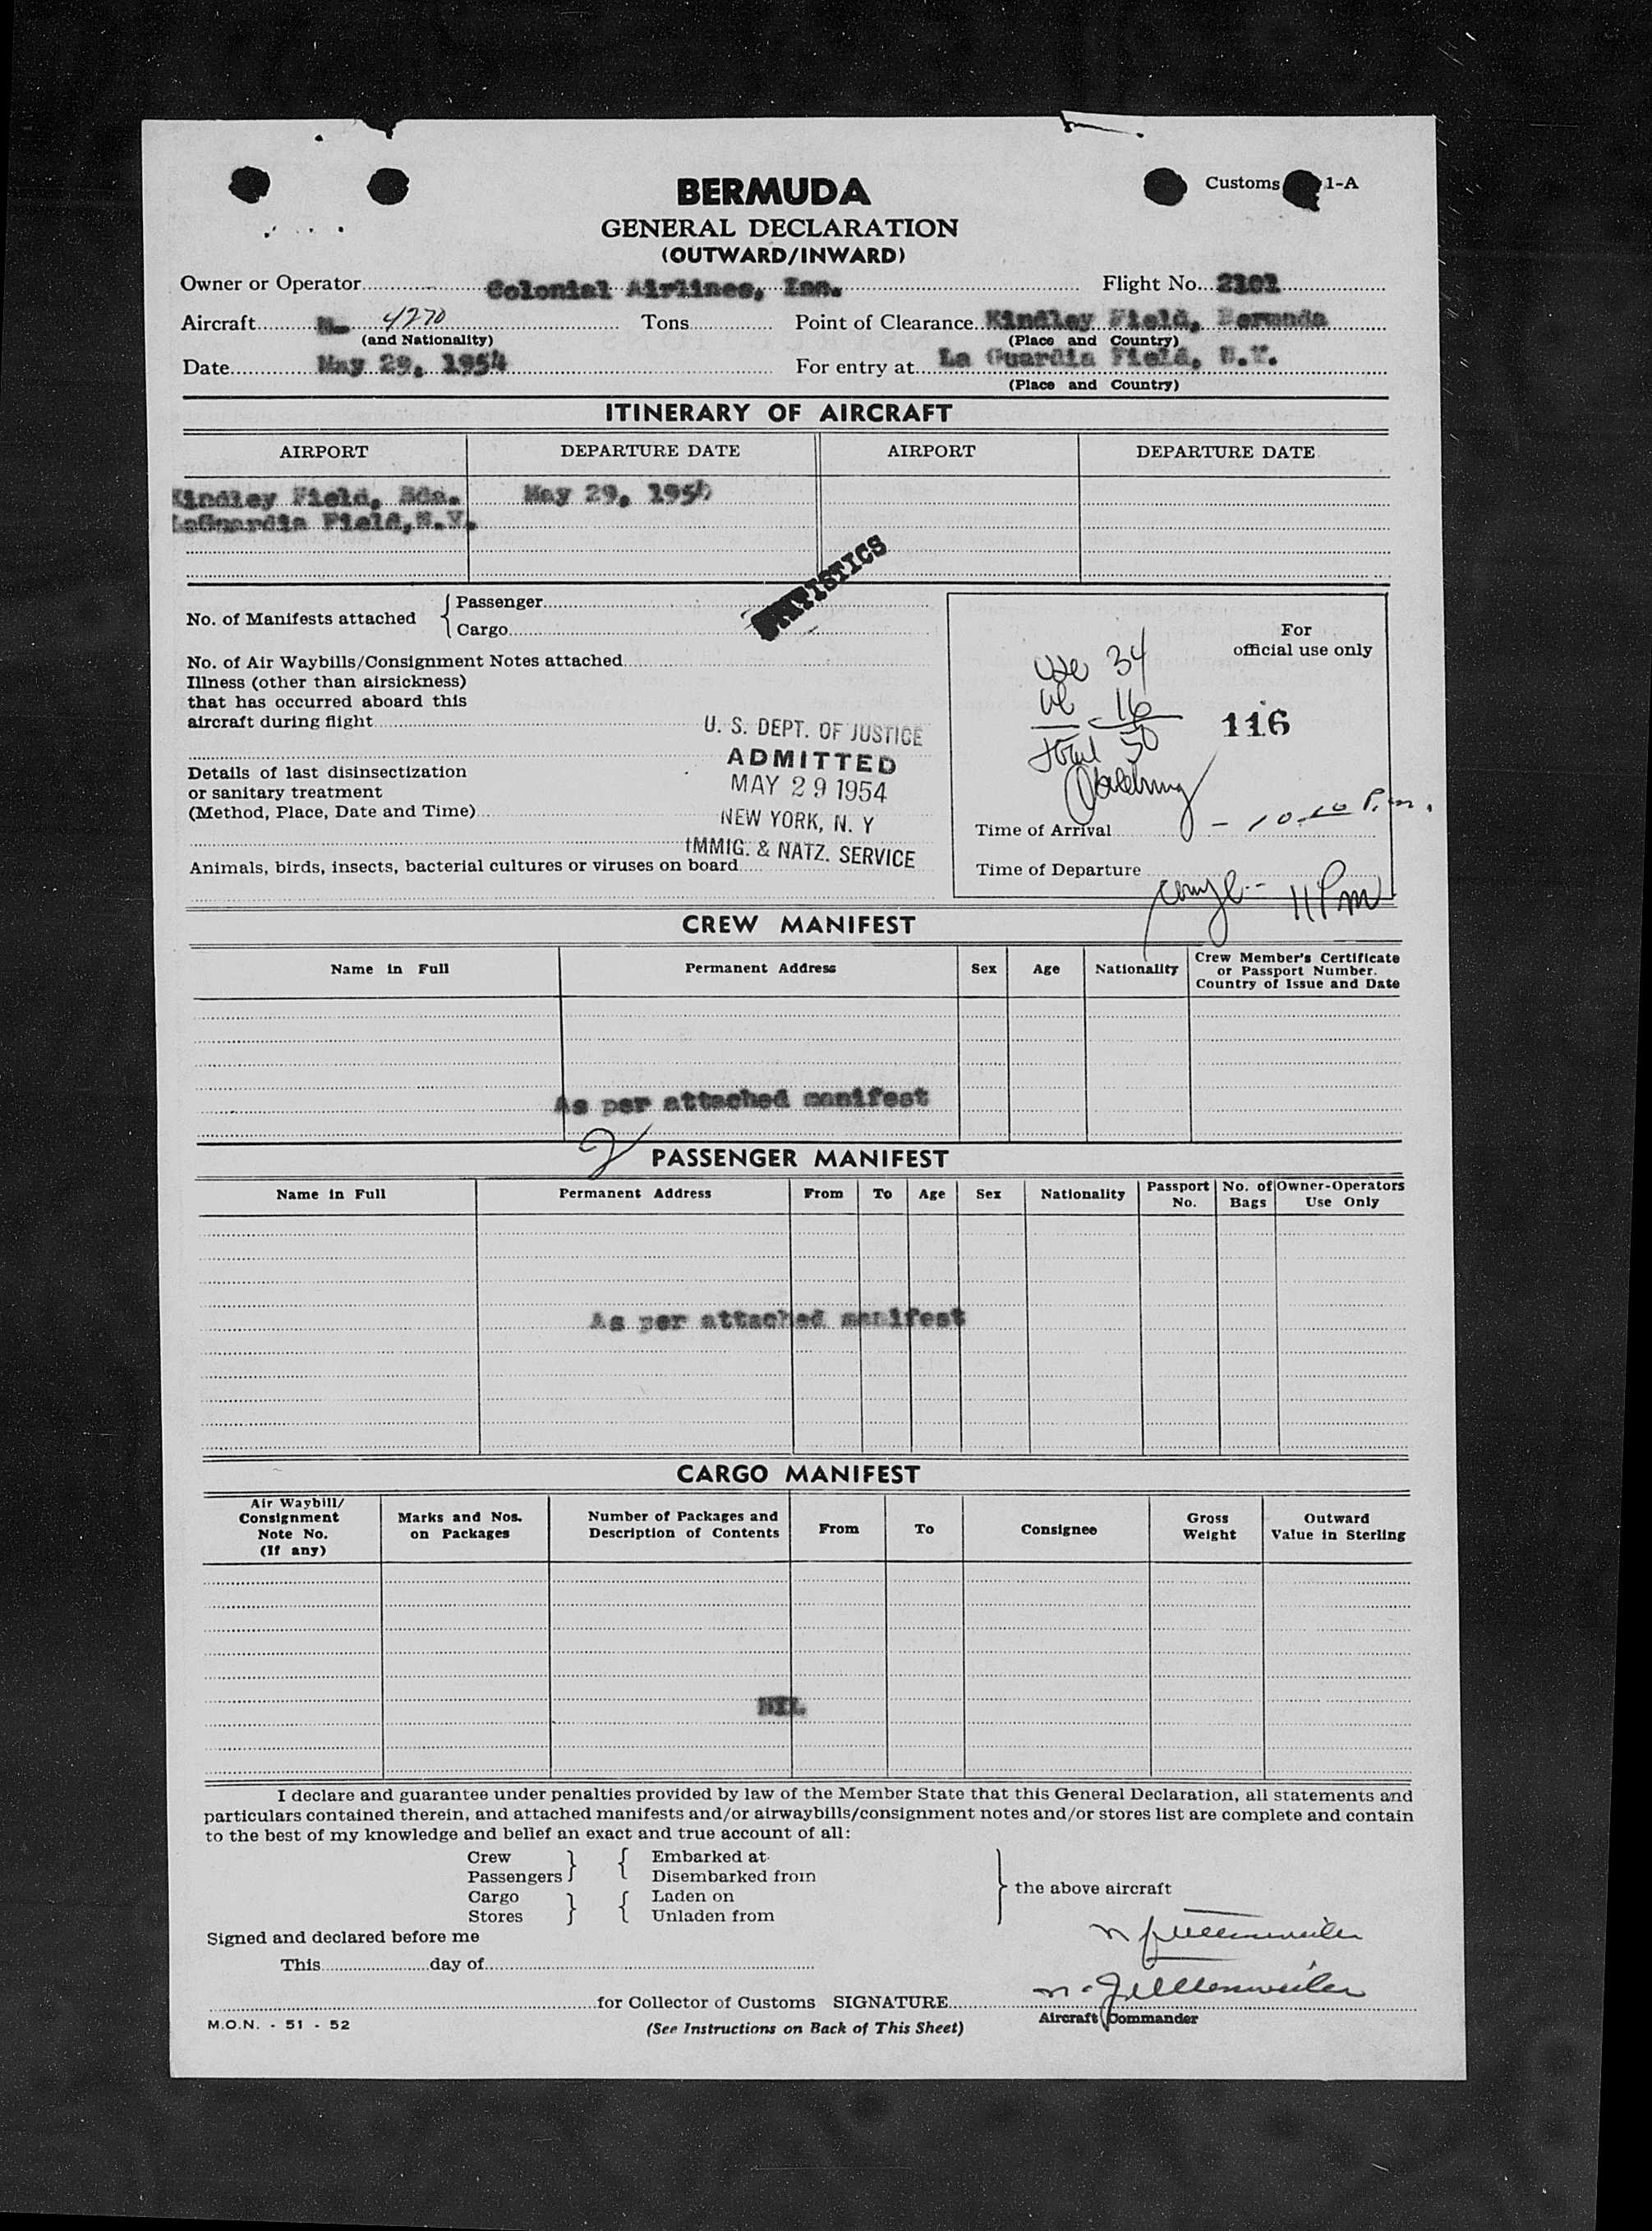 Customs 1-A
BERMUDA
GENERAL DECLARATION
(OUTWARD/INWARD)
Owner or Operator Colonial Airlines, Inc. Flight No. 2101
Aircraft N. 4270 Tons Point of Clearance Kindley Field, Bermuda
(and Nationality) (Place and Country)
Date May 29, 1954 For entry at La Guardia Field, N.Y.
(Place and Country)
ITINERARY OF AIRCRAFT
AIRPORT DEPARTURE DATE AIRPORT DEPARTURE DATE
Kindley Field, Bda. May 29, 1954
LaGuardia Field, N.Y.
STATISTICS
No. of Manifests attached { Passenger
Cargo
No. of Air Waybills/Consignment Notes attached
Illness (other than airsickness)
that has occurred aboard this
aircraft during flight
Details of last disinsectization
or sanitary treatment
(Method, Place, Date and Time)
Animals, birds, insects, bacterial cultures or viruses on board
U. S. DEPT. OF JUSTICE
ADMITTED
MAY 29 1954
NEW YORK, N. Y
IMMIG. & NATZ. SERVICE
For
official use only
34
16
Total 50
116
Time of Arrival - 10 P.m.
Time of Departure 11 Pm
CREW MANIFEST
Name in Full Permanent Address Sex Age Nationality Crew Member's Certificate
or Passport Number.
Country of Issue and Date
As per attached manifest
2
PASSENGER MANIFEST
Name in Full Permanent Address From To Age Sex Nationality Passport No. No. of Bags Owner-Operators Use Only
As per attached manifest
CARGO MANIFEST
Air Waybill/ Consignment Note No. (If any) Marks and Nos. on Packages Number of Packages and Description of Contents From To Consignee Gross Weight Outward Value in Sterling
NIL
I declare and guarantee under penalties provided by law of the Member State that this General Declaration, all statements and
particulars contained therein, and attached manifests and/or airwaybills/consignment notes and/or stores list are complete and contain
to the best of my knowledge and belief an exact and true account of all:
Crew } { Embarked at
Passengers Disembarked from
Cargo } { Laden on
Stores Unladen from
} the above aircraft
Signed and declared before me
This day of
for Collector of Customs SIGNATURE
Aircraft Commander
M.O.N. - 51 - 52
(See Instructions on Back of This Sheet)